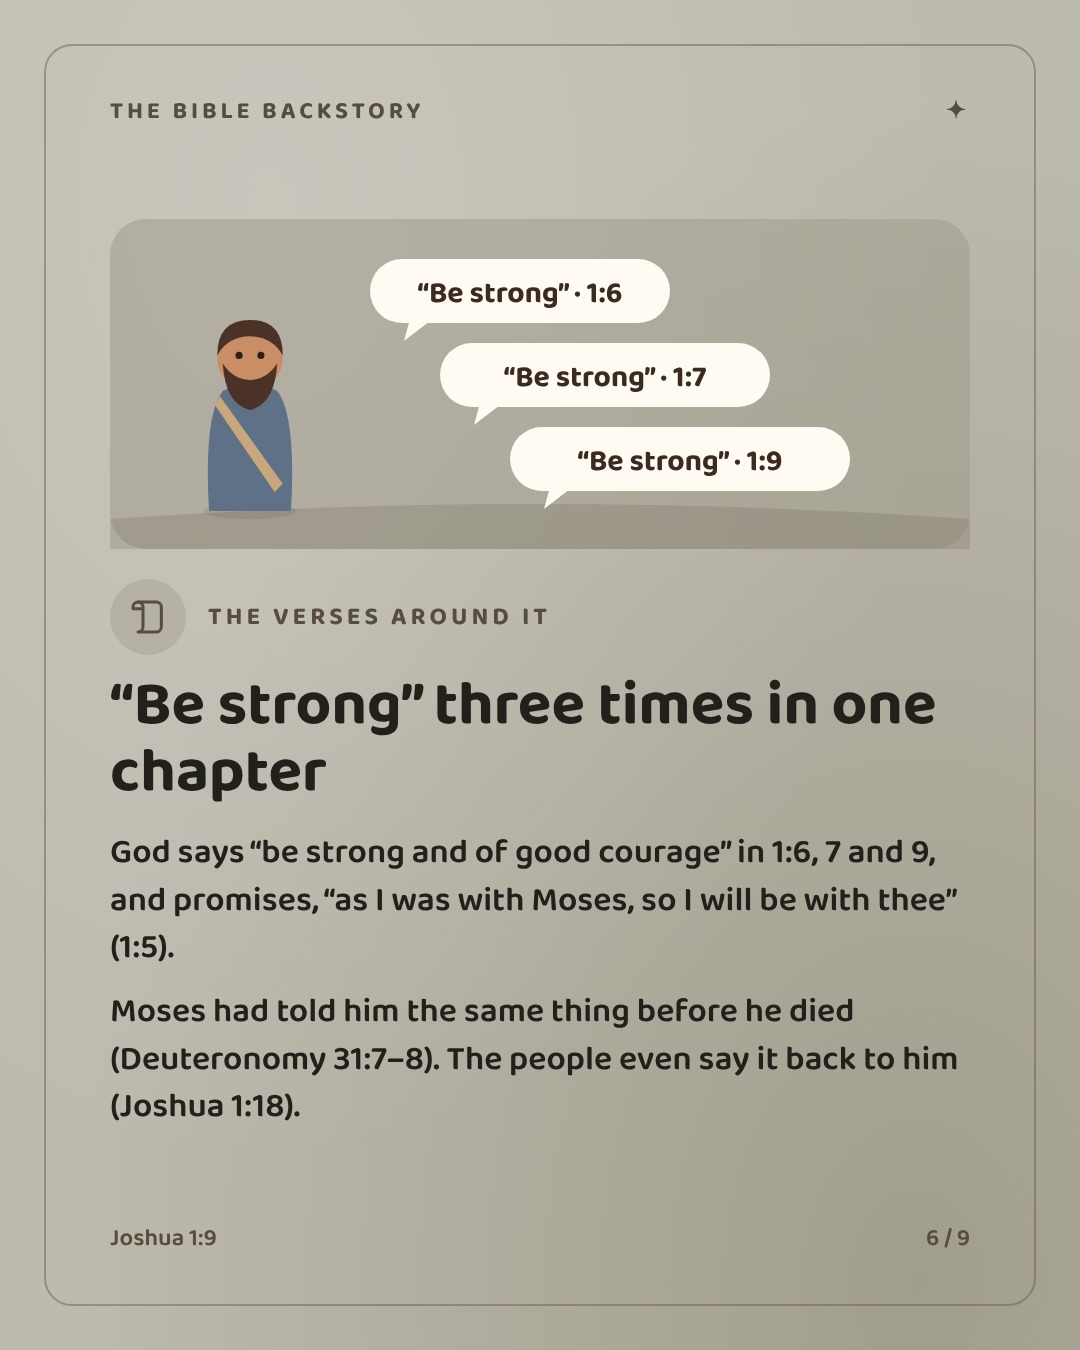 THE BIBLE BACKSTORY
“Be strong” · 1:6
“Be strong” · 1:7
“Be strong” · 1:9
THE VERSES AROUND IT
“Be strong” three times in one
chapter
God says “be strong and of good courage” in 1:6, 7 and 9,
and promises, “as I was with Moses, so I will be with thee”
(1:5).
Moses had told him the same thing before he died
(Deuteronomy 31:7–8). The people even say it back to him
(Joshua 1:18).
Joshua 1:9
6 / 9